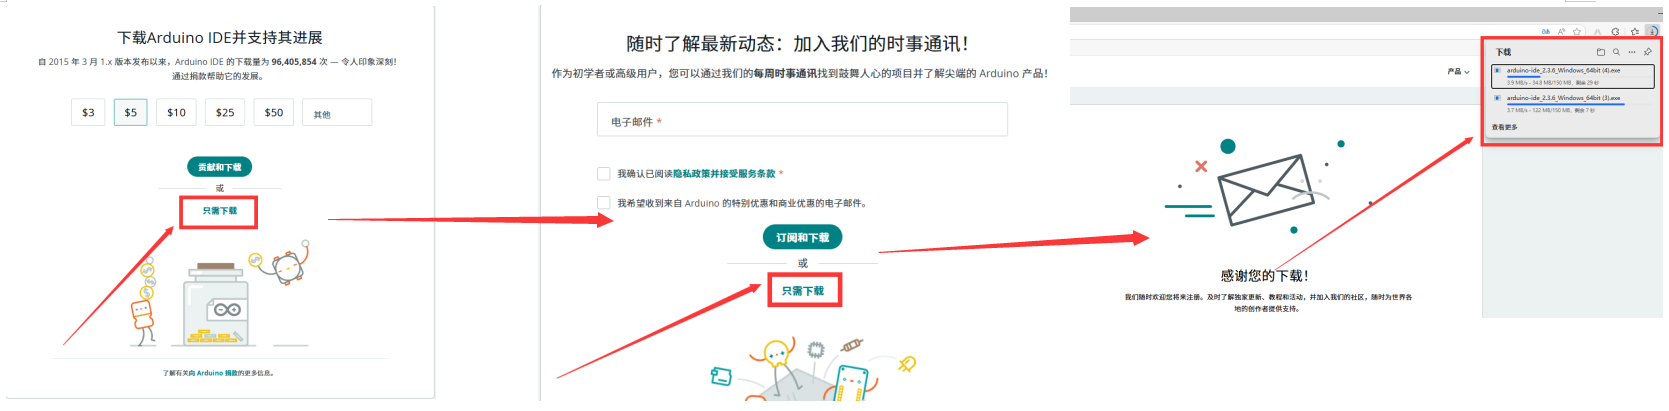 下载Arduino IDE并支持其进展
自 2015 年 3 月 1.x 版本发布以来，Arduino IDE 的下载量为 96,405,854 次 — 令人印象深刻！
通过捐款帮助它的发展。
$3
$5
$10
$25
$50
其他
贡献和下载
或
只需下载
了解有关向 Arduino 捐款的更多信息。
随时了解最新动态：加入我们的时事通讯！
作为初学者或高级用户，您可以通过我们的每周时事通讯找到鼓舞人心的项目并了解尖端的 Arduino 产品！
电子邮件 *
我确认已阅读隐私政策并接受服务条款 *
我希望收到来自 Arduino 的特别优惠和商业优惠的电子邮件。
订阅和下载
或
只需下载
产品
下载
arduino-ide_2.3.6_Windows_64bit (4).exe
3.9 MB/s - 34.8 MB/150 MB，剩余 29 秒
arduino-ide_2.3.6_Windows_64bit (3).exe
3.7 MB/s - 122 MB/150 MB，剩余 7 秒
查看更多
感谢您的下载！
我们随时欢迎您将来注册。及时了解独家更新、教程和活动，并加入我们的社区，随时为世界各
地的创作者提供支持。